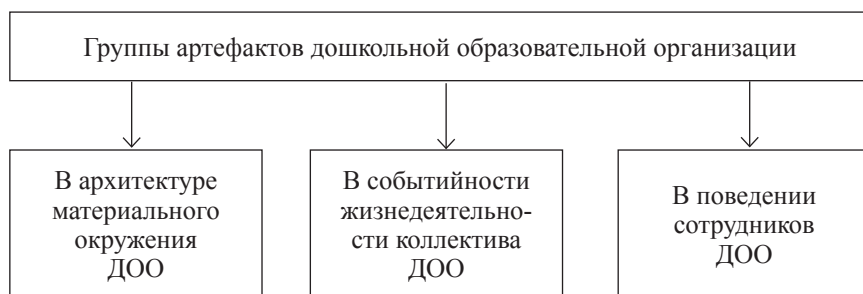 Группы артефактов дошкольной образовательной организации
В архитектуре
материального
окружения
ДОО
В событийности
жизнедеятельно-
сти коллектива
ДОО
В поведении
сотрудников
ДОО